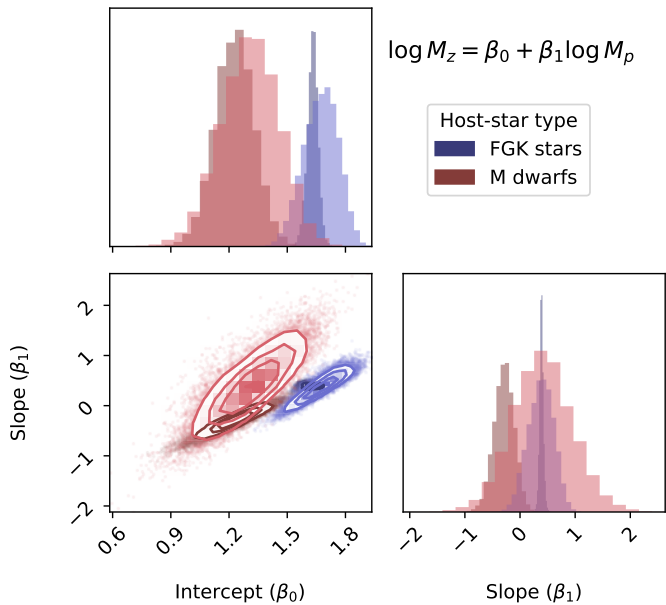 log M_z = β_0 + β_1 log M_p
Host-star type
FGK stars
M dwarfs
Slope (β_1)
2
1
0
−1
−2
0.6 0.9 1.2 1.5 1.8
−2 −1 0 1 2
Intercept (β_0)
Slope (β_1)